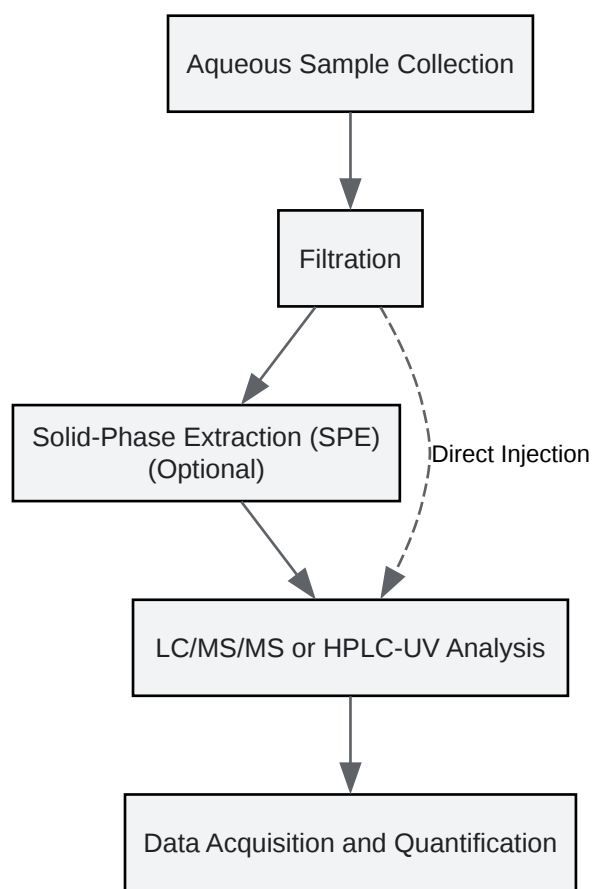 Aqueous Sample Collection
Filtration
Solid-Phase Extraction (SPE)
(Optional)
Direct Injection
LC/MS/MS or HPLC-UV Analysis
Data Acquisition and Quantification